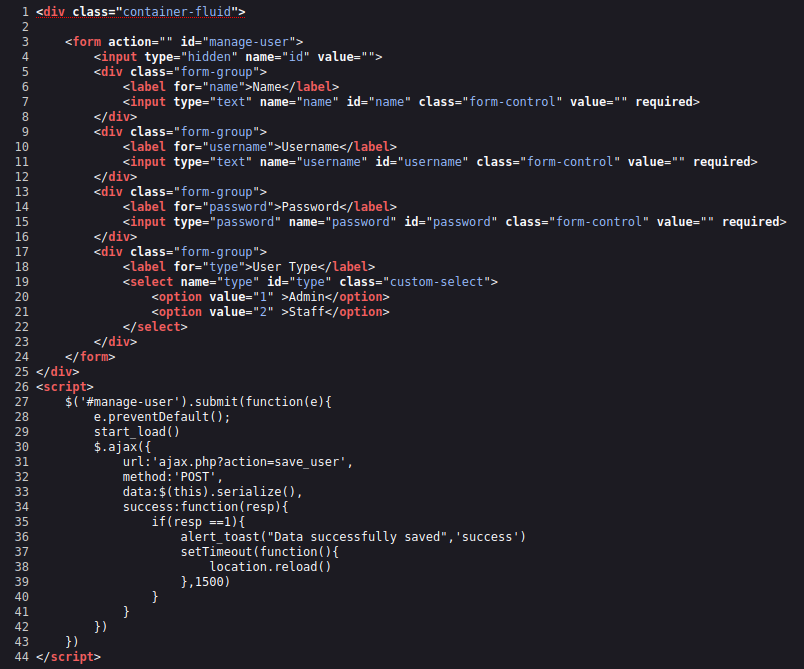 1 <div class="container-fluid">
2
3     <form action="" id="manage-user">
4         <input type="hidden" name="id" value="">
5         <div class="form-group">
6             <label for="name">Name</label>
7             <input type="text" name="name" id="name" class="form-control" value="" required>
8         </div>
9         <div class="form-group">
10             <label for="username">Username</label>
11             <input type="text" name="username" id="username" class="form-control" value="" required>
12         </div>
13         <div class="form-group">
14             <label for="password">Password</label>
15             <input type="password" name="password" id="password" class="form-control" value="" required>
16         </div>
17         <div class="form-group">
18             <label for="type">User Type</label>
19             <select name="type" id="type" class="custom-select">
20                 <option value="1" >Admin</option>
21                 <option value="2" >Staff</option>
22             </select>
23         </div>
24     </form>
25 </div>
26 <script>
27     $('#manage-user').submit(function(e){
28         e.preventDefault();
29         start_load()
30         $.ajax({
31             url:'ajax.php?action=save_user',
32             method:'POST',
33             data:$(this).serialize(),
34             success:function(resp){
35                 if(resp ==1){
36                     alert_toast("Data successfully saved",'success')
37                     setTimeout(function(){
38                         location.reload()
39                     },1500)
40                 }
41             }
42         })
43     })
44 </script>